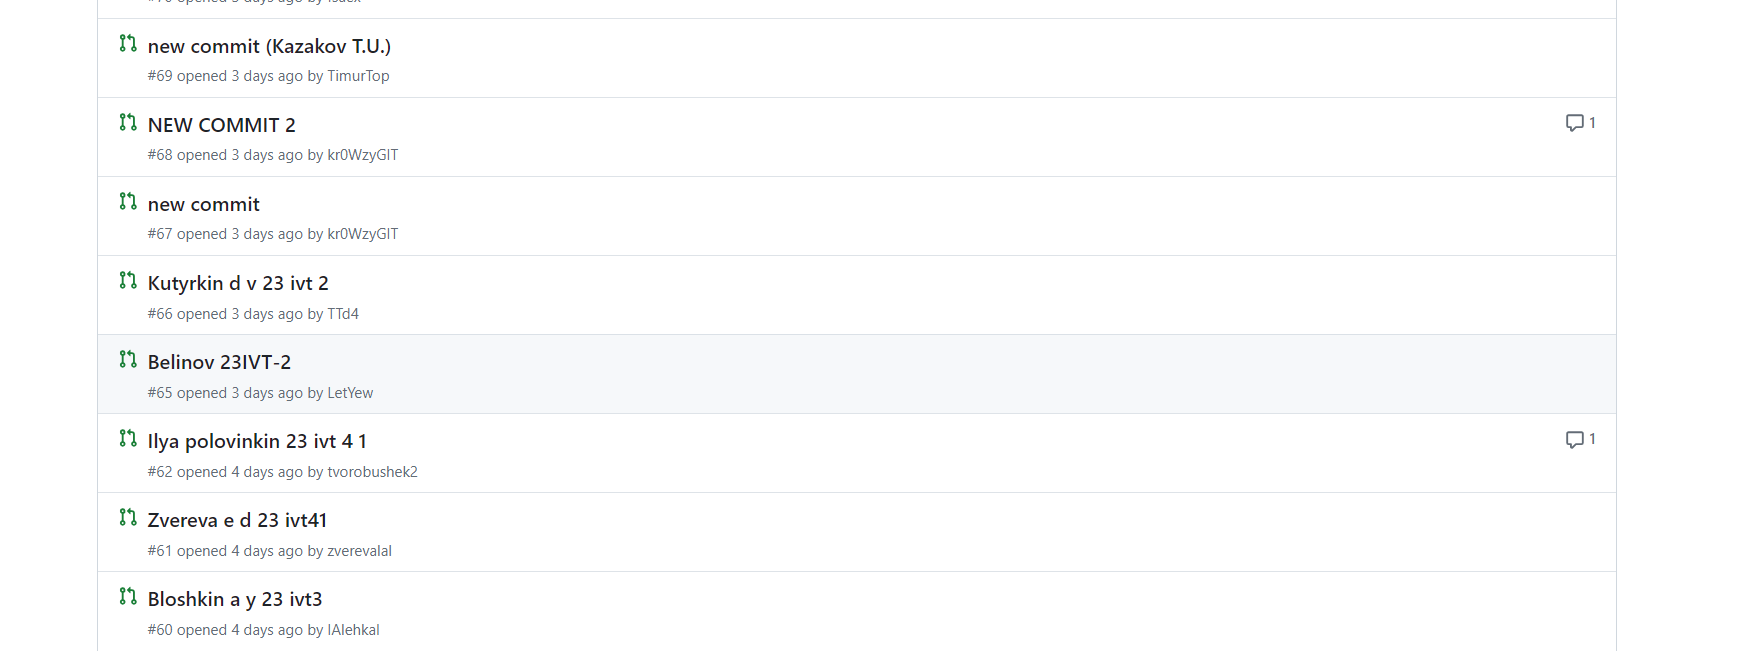 new commit (Kazakov T.U.)
#69 opened 3 days ago by TimurTop
NEW COMMIT 2
1
#68 opened 3 days ago by kr0WzyGIT
new commit
#67 opened 3 days ago by kr0WzyGIT
Kutyrkin d v 23 ivt 2
#66 opened 3 days ago by TTd4
Belinov 23IVT-2
#65 opened 3 days ago by LetYew
Ilya polovinkin 23 ivt 4 1
1
#62 opened 4 days ago by tvorobushek2
Zvereva e d 23 ivt41
#61 opened 4 days ago by zverevalal
Bloshkin a y 23 ivt3
#60 opened 4 days ago by